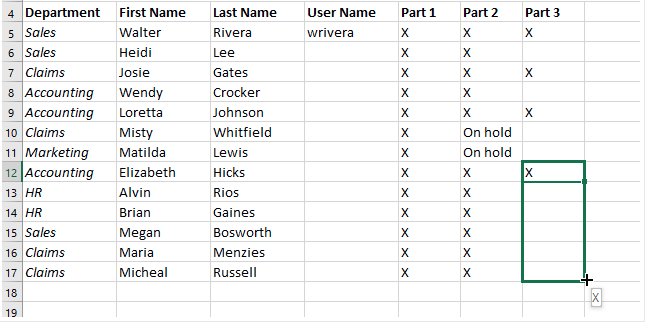 4 Department First Name Last Name User Name Part 1 Part 2 Part 3
5 Sales Walter Rivera wrivera X X X
6 Sales Heidi Lee X X
7 Claims Josie Gates X X X
8 Accounting Wendy Crocker X X
9 Accounting Loretta Johnson X X X
10 Claims Misty Whitfield X On hold
11 Marketing Matilda Lewis X On hold
12 Accounting Elizabeth Hicks X X X
13 HR Alvin Rios X X
14 HR Brian Gaines X X
15 Sales Megan Bosworth X X
16 Claims Maria Menzies X X
17 Claims Micheal Russell X X
18 X
19